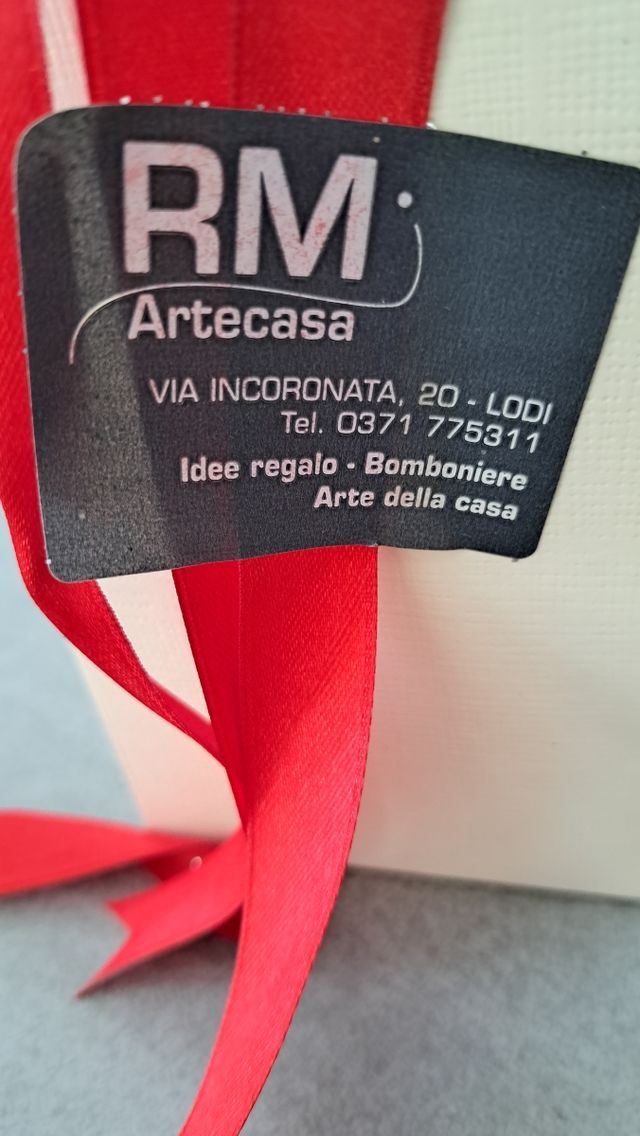 RM
Artecasa
VIA INCORONATA, 20 - LODI
Tel. 0371 775311
Idee regalo - Bomboniere
Arte della casa